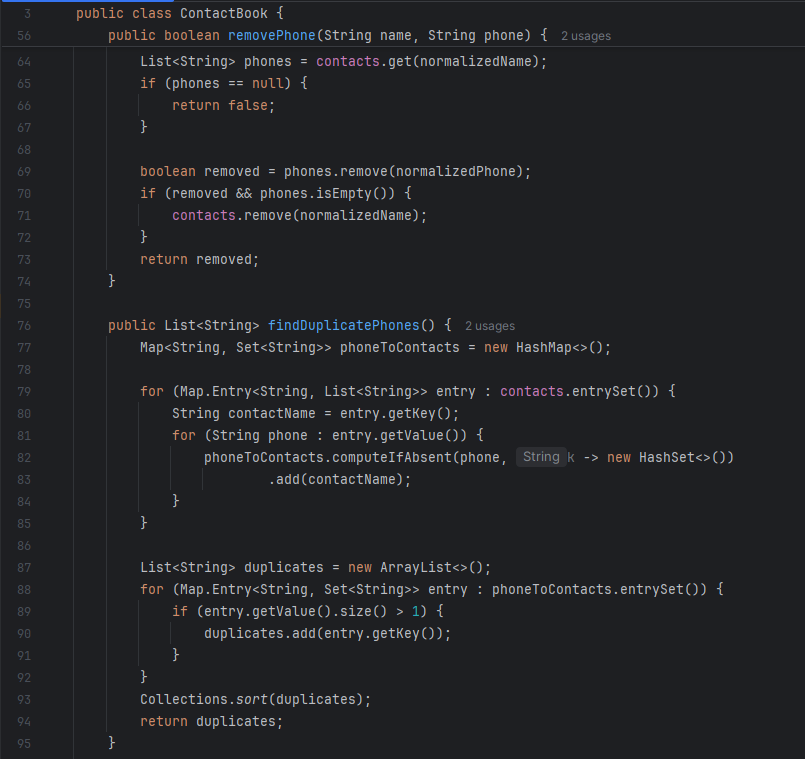 3 public class ContactBook {
56 public boolean removePhone(String name, String phone) { 2 usages
64 List<String> phones = contacts.get(normalizedName);
65 if (phones == null) {
66 return false;
67 }
68
69 boolean removed = phones.remove(normalizedPhone);
70 if (removed && phones.isEmpty()) {
71 contacts.remove(normalizedName);
72 }
73 return removed;
74 }
75
76 public List<String> findDuplicatePhones() { 2 usages
77 Map<String, Set<String>> phoneToContacts = new HashMap<>();
78
79 for (Map.Entry<String, List<String>> entry : contacts.entrySet()) {
80 String contactName = entry.getKey();
81 for (String phone : entry.getValue()) {
82 phoneToContacts.computeIfAbsent(phone, String k -> new HashSet<>())
83 .add(contactName);
84 }
85 }
86
87 List<String> duplicates = new ArrayList<>();
88 for (Map.Entry<String, Set<String>> entry : phoneToContacts.entrySet()) {
89 if (entry.getValue().size() > 1) {
90 duplicates.add(entry.getKey());
91 }
92 }
93 Collections.sort(duplicates);
94 return duplicates;
95 }